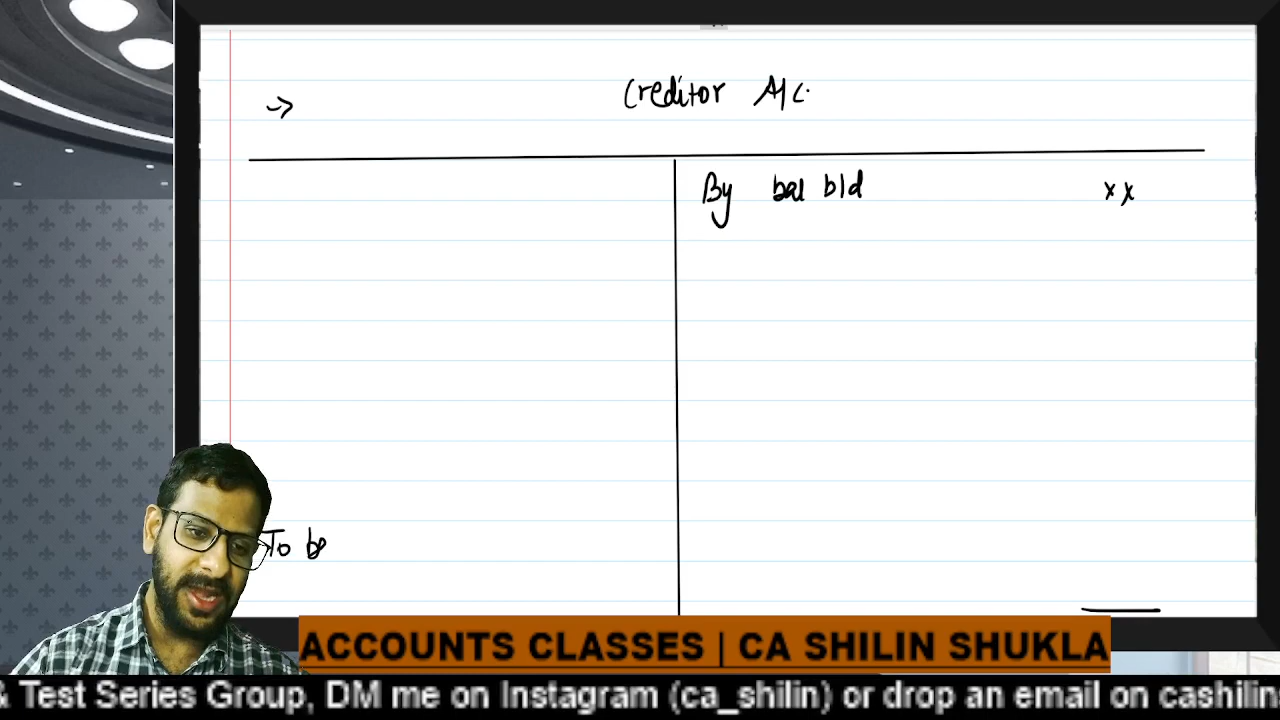 → Creditor A/c.
By bal b/d xx
To ba
ACCOUNTS CLASSES | CA SHILIN SHUKLA
& Test Series Group, DM me on Instagram (ca_shilin) or drop an email on cashilin